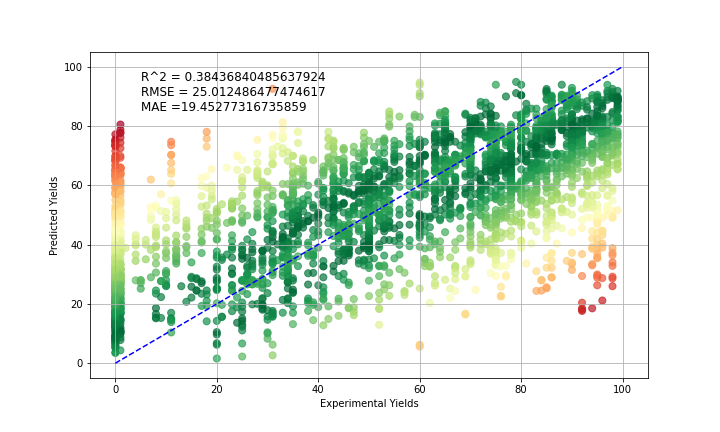 R^2 = 0.38436840485637924
RMSE = 25.012486477474617
MAE =19.45277316735859
100
80
60
40
20
0
Predicted Yields
0 20 40 60 80 100
Experimental Yields